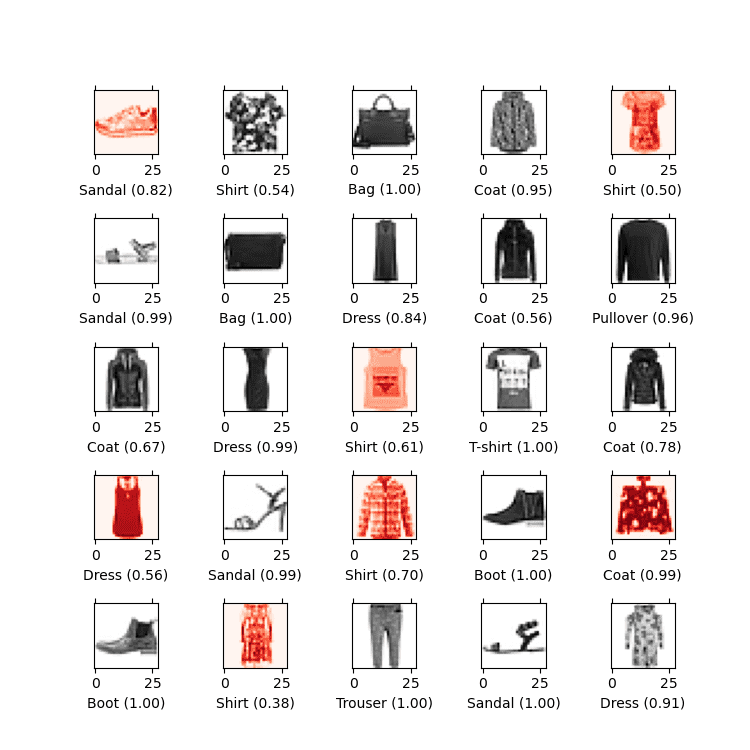 0 25 0 25 0 25 0 25 0 25
Sandal (0.82) Shirt (0.54) Bag (1.00) Coat (0.95) Shirt (0.50)
0 25 0 25 0 25 0 25 0 25
Sandal (0.99) Bag (1.00) Dress (0.84) Coat (0.56) Pullover (0.96)
0 25 0 25 0 25 0 25 0 25
Coat (0.67) Dress (0.99) Shirt (0.61) T-shirt (1.00) Coat (0.78)
0 25 0 25 0 25 0 25 0 25
Dress (0.56) Sandal (0.99) Shirt (0.70) Boot (1.00) Coat (0.99)
0 25 0 25 0 25 0 25 0 25
Boot (1.00) Shirt (0.38) Trouser (1.00) Sandal (1.00) Dress (0.91)